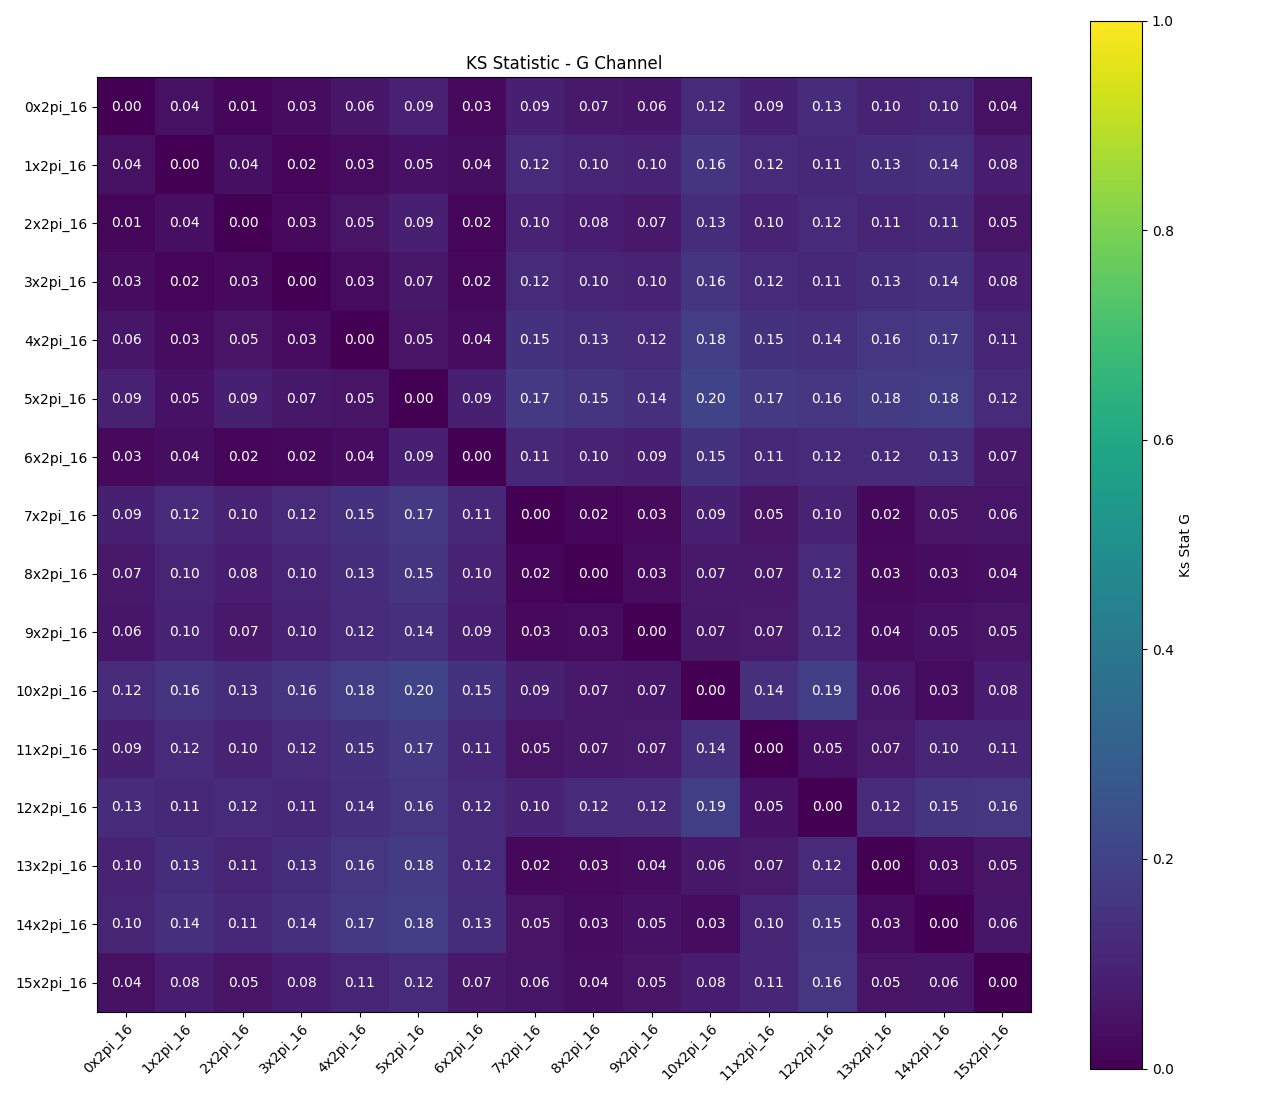 KS Statistic - G Channel
0x2pi_16 0.00 0.04 0.01 0.03 0.06 0.09 0.03 0.09 0.07 0.06 0.12 0.09 0.13 0.10 0.10 0.04
1x2pi_16 0.04 0.00 0.04 0.02 0.03 0.05 0.04 0.12 0.10 0.10 0.16 0.12 0.11 0.13 0.14 0.08
2x2pi_16 0.01 0.04 0.00 0.03 0.05 0.09 0.02 0.10 0.08 0.07 0.13 0.10 0.12 0.11 0.11 0.05
3x2pi_16 0.03 0.02 0.03 0.00 0.03 0.07 0.02 0.12 0.10 0.10 0.16 0.12 0.11 0.13 0.14 0.08
4x2pi_16 0.06 0.03 0.05 0.03 0.00 0.05 0.04 0.15 0.13 0.12 0.18 0.15 0.14 0.16 0.17 0.11
5x2pi_16 0.09 0.05 0.09 0.07 0.05 0.00 0.09 0.17 0.15 0.14 0.20 0.17 0.16 0.18 0.18 0.12
6x2pi_16 0.03 0.04 0.02 0.02 0.04 0.09 0.00 0.11 0.10 0.09 0.15 0.11 0.12 0.12 0.13 0.07
7x2pi_16 0.09 0.12 0.10 0.12 0.15 0.17 0.11 0.00 0.02 0.03 0.09 0.05 0.10 0.02 0.05 0.06
8x2pi_16 0.07 0.10 0.08 0.10 0.13 0.15 0.10 0.02 0.00 0.03 0.07 0.07 0.12 0.03 0.03 0.04
9x2pi_16 0.06 0.10 0.07 0.10 0.12 0.14 0.09 0.03 0.03 0.00 0.07 0.07 0.12 0.04 0.05 0.05
10x2pi_16 0.12 0.16 0.13 0.16 0.18 0.20 0.15 0.09 0.07 0.07 0.00 0.14 0.19 0.06 0.03 0.08
11x2pi_16 0.09 0.12 0.10 0.12 0.15 0.17 0.11 0.05 0.07 0.07 0.14 0.00 0.05 0.07 0.10 0.11
12x2pi_16 0.13 0.11 0.12 0.11 0.14 0.16 0.12 0.10 0.12 0.12 0.19 0.05 0.00 0.12 0.15 0.16
13x2pi_16 0.10 0.13 0.11 0.13 0.16 0.18 0.12 0.02 0.03 0.04 0.06 0.07 0.12 0.00 0.03 0.05
14x2pi_16 0.10 0.14 0.11 0.14 0.17 0.18 0.13 0.05 0.03 0.05 0.03 0.10 0.15 0.03 0.00 0.06
15x2pi_16 0.04 0.08 0.05 0.08 0.11 0.12 0.07 0.06 0.04 0.05 0.08 0.11 0.16 0.05 0.06 0.00
0x2pi_16 1x2pi_16 2x2pi_16 3x2pi_16 4x2pi_16 5x2pi_16 6x2pi_16 7x2pi_16 8x2pi_16 9x2pi_16 10x2pi_16 11x2pi_16 12x2pi_16 13x2pi_16 14x2pi_16 15x2pi_16
1.0
0.8
0.6
0.4
0.2
0.0
Ks Stat G